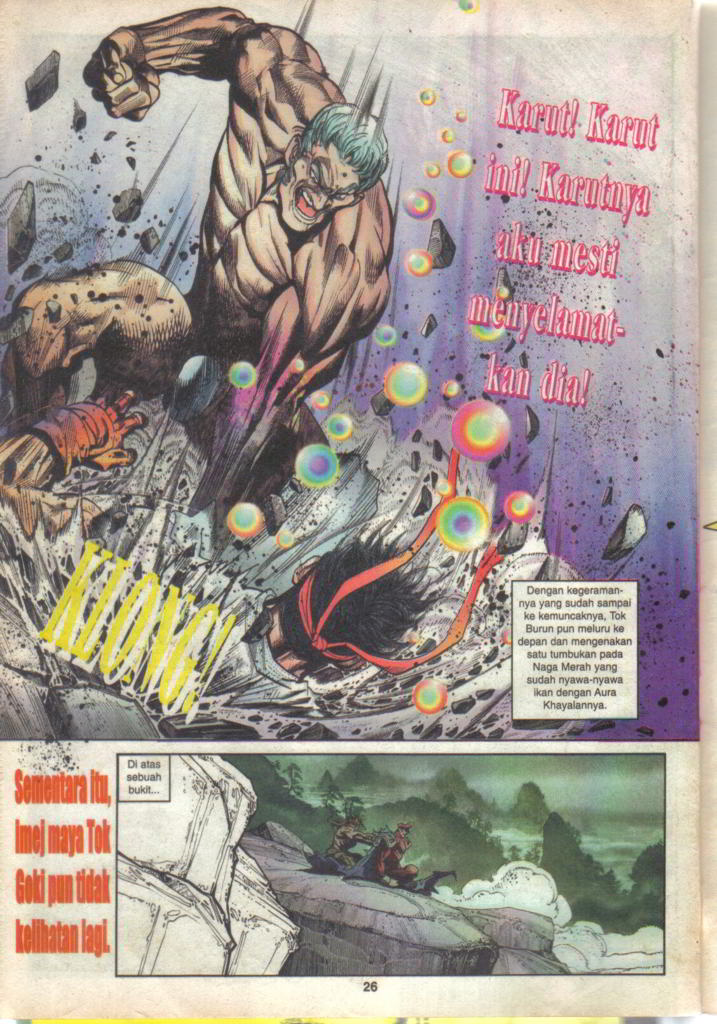 Karut! Karut
ini! Karutnya
aku mesti
menyelamat-
kan dia!
KLONG!
Dengan kegeraman-
nya yang sudah sampai
ke kemuncaknya, Tok
Burun pun meluru ke
depan dan mengenakan
satu tumbukan pada
Naga Merah yang
sudah nyawa-nyawa
ikan dengan Aura
Khayalannya.
Sementara itu,
imej maya Tok
Goki pun tidak
kelihatan lagi.
Di atas
sebuah
bukit...
26